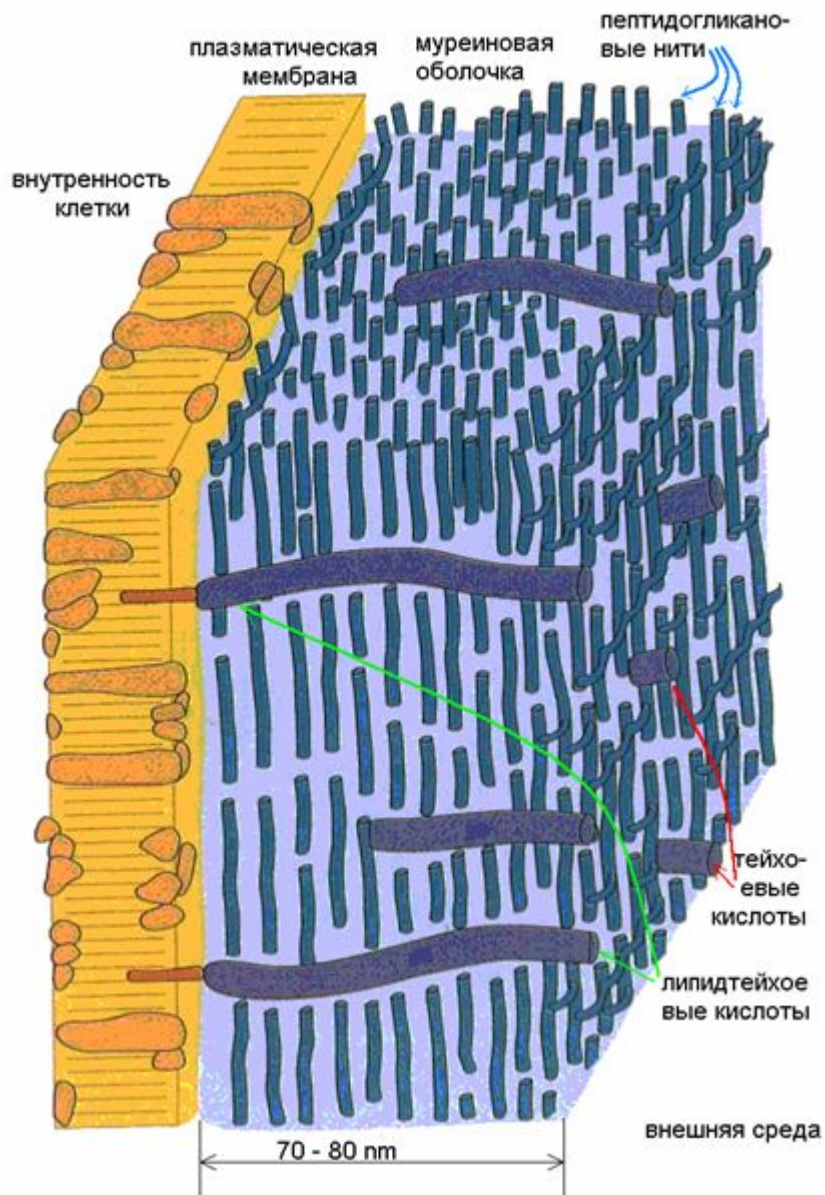 плазматическая
мембрана
муреиновая
оболочка
пептидогликано-
вые нити
внутренность
клетки
тейхо-
евые
кислоты
липидтейхое
вые кислоты
внешняя среда
70 - 80 nm